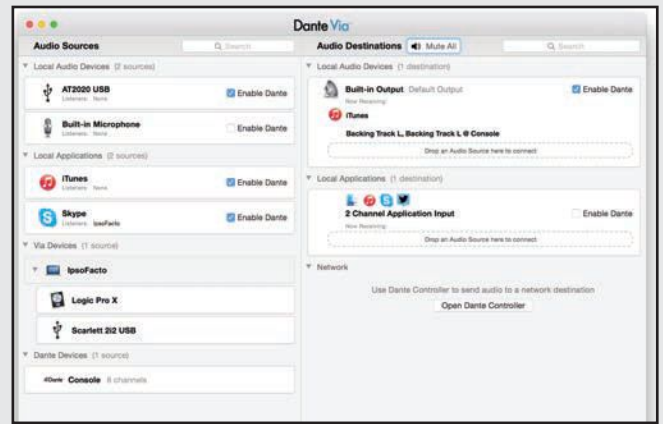 Dante Via
Audio Sources
Search
Local Audio Devices (2 sources)
AT2020 USB
Listeners: None
Enable Dante
Built-in Microphone
Listeners: None
Enable Dante
Local Applications (2 sources)
iTunes
Listeners: None
Enable Dante
Skype
Listeners: IpsoFacto
Enable Dante
Via Devices (1 source)
IpsoFacto
Logic Pro X
Scarlett 2i2 USB
Dante Devices (1 source)
Dante Console 8 channels
Audio Destinations Mute All
Search
Local Audio Devices (1 destination)
Built-in Output Default Output
Enable Dante
Now Receiving:
iTunes
Backing Track L, Backing Track L @ Console
Drop an Audio Source here to connect
Local Applications (1 destination)
2 Channel Application Input
Enable Dante
Now Receiving:
Drop an Audio Source here to connect
Network
Use Dante Controller to send audio to a network destination
Open Dante Controller